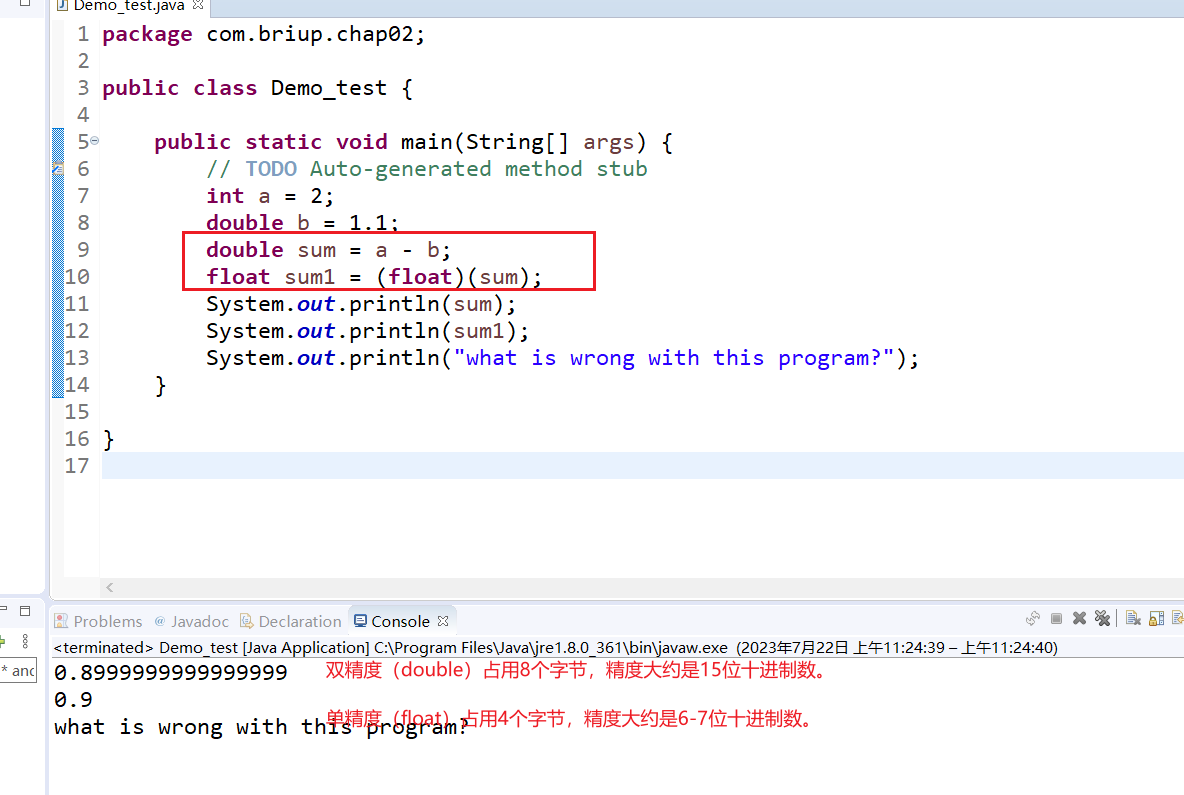 Demo_test.java
1 package com.briup.chap02;
2
3 public class Demo_test {
4
5 public static void main(String[] args) {
6 // TODO Auto-generated method stub
7 int a = 2;
8 double b = 1.1;
9 double sum = a - b;
10 float sum1 = (float)(sum);
11 System.out.println(sum);
12 System.out.println(sum1);
13 System.out.println("what is wrong with this program?");
14 }
15
16 }
17
Problems @ Javadoc Declaration Console
<terminated> Demo_test [Java Application] C:\Program Files\Java\jre1.8.0_361\bin\javaw.exe (2023年7月22日 上午11:24:39 – 上午11:24:40)
* and
0.8999999999999999 双精度（double）占用8个字节，精度大约是15位十进制数。
0.9
单精度（float）占用4个字节，精度大约是6-7位十进制数。
what is wrong with this program?